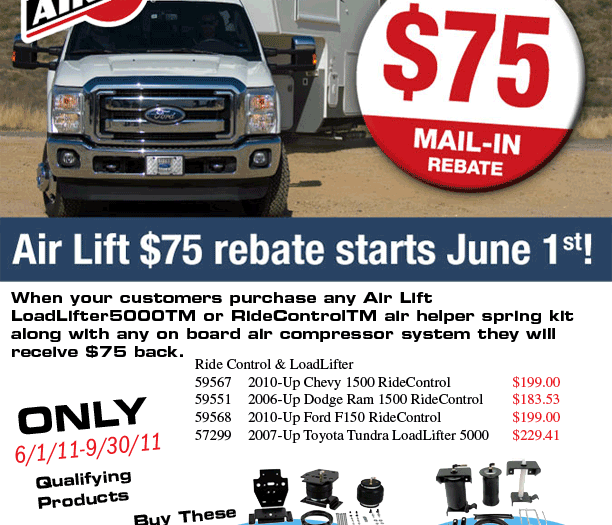 $75
MAIL-IN
REBATE
Ford
Air Lift $75 rebate starts June 1st!
When your customers purchase any Air Lift
LoadLifter5000TM or RideControlTM air helper spring kit
along with any on board air compressor system they will
receive $75 back.
Ride Control & LoadLifter
59567 2010-Up Chevy 1500 RideControl $199.00
59551 2006-Up Dodge Ram 1500 RideControl $183.53
59568 2010-Up Ford F150 RideControl $199.00
57299 2007-Up Toyota Tundra LoadLifter 5000 $229.41
ONLY
6/1/11-9/30/11
Qualifying
Products
Buy These